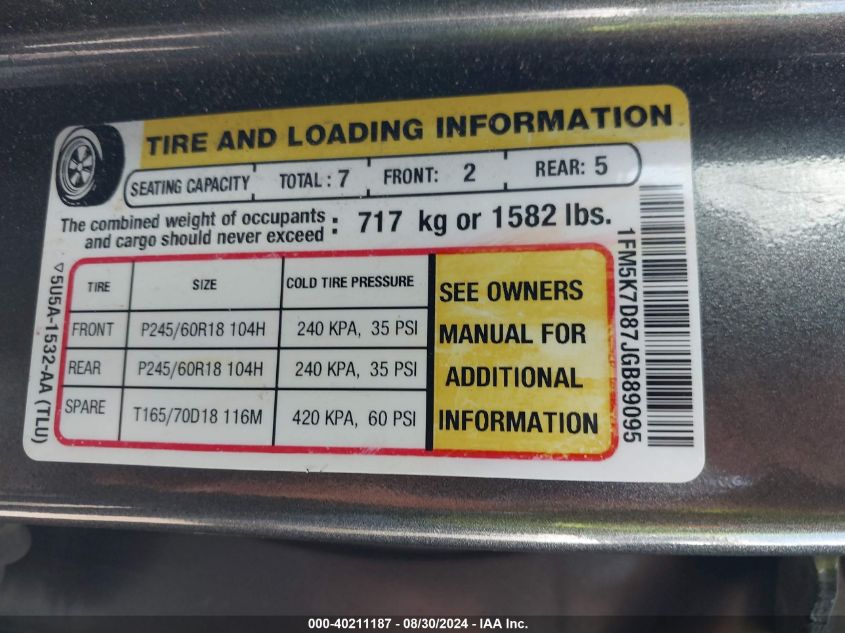 TIRE AND LOADING INFORMATION
SEATING CAPACITY TOTAL : 7 FRONT: 2 REAR: 5
The combined weight of occupants
and cargo should never exceed : 717 kg or 1582 lbs.
TIRE SIZE COLD TIRE PRESSURE
FRONT P245/60R18 104H 240 KPA, 35 PSI
REAR P245/60R18 104H 240 KPA, 35 PSI
SPARE T165/70D18 116M 420 KPA, 60 PSI
SEE OWNERS
MANUAL FOR
ADDITIONAL
INFORMATION
5U5A-1532-AA (TLU)
1FM5K7D87JGB89095
000-40211187 - 08/30/2024 - IAA Inc.